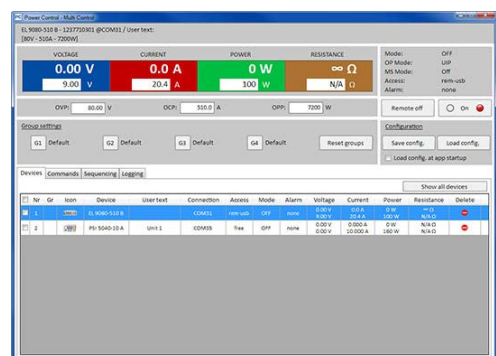 Power Control - Multi Control
EL 9080-510 B - 1237710301 @COM31 / User text:
[80V - 510A - 7200W]
VOLTAGE CURRENT POWER RESISTANCE
0.00 V 0.0 A 0 W ∞ Ω
9.00 V 20.4 A 100 W N/A Ω
Mode: OFF
OP Mode: UIP
MS Mode: Off
Access: rem-usb
Alarm: none
OVP: 80.00 V OCP: 510.0 A OPP: 7200 W
Remote off On
Group settings
G1 Default G2 Default G3 Default G4 Default Reset groups
Configuration
Save config. Load config.
Load config. at app startup
Devices Commands Sequencing Logging
Show all devices
Nr Gr Icon Device User text Connection Access Mode Alarm Voltage Current Power Resistance Delete
1 EL 9080-510 B COM31 rem-usb OFF none 0.00 V 0.0 A 0 W ∞ Ω
9.00 V 20.4 A 100 W N/A Ω
2 PSI 5040-10 A Unit 1 COM35 free OFF none 0.00 V 0.000 A 0 W N/A Ω
0.00 V 10.000 A 160 W N/A Ω